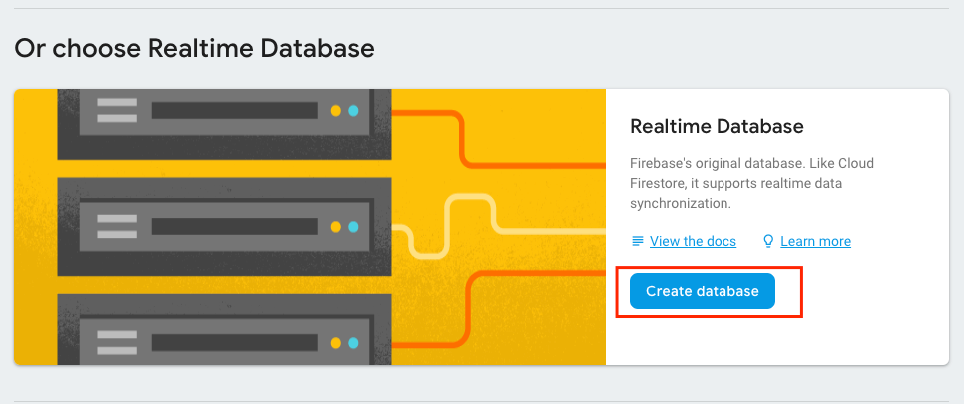 Or choose Realtime Database
Realtime Database
Firebase's original database. Like Cloud
Firestore, it supports realtime data
synchronization.
View the docs Learn more
Create database